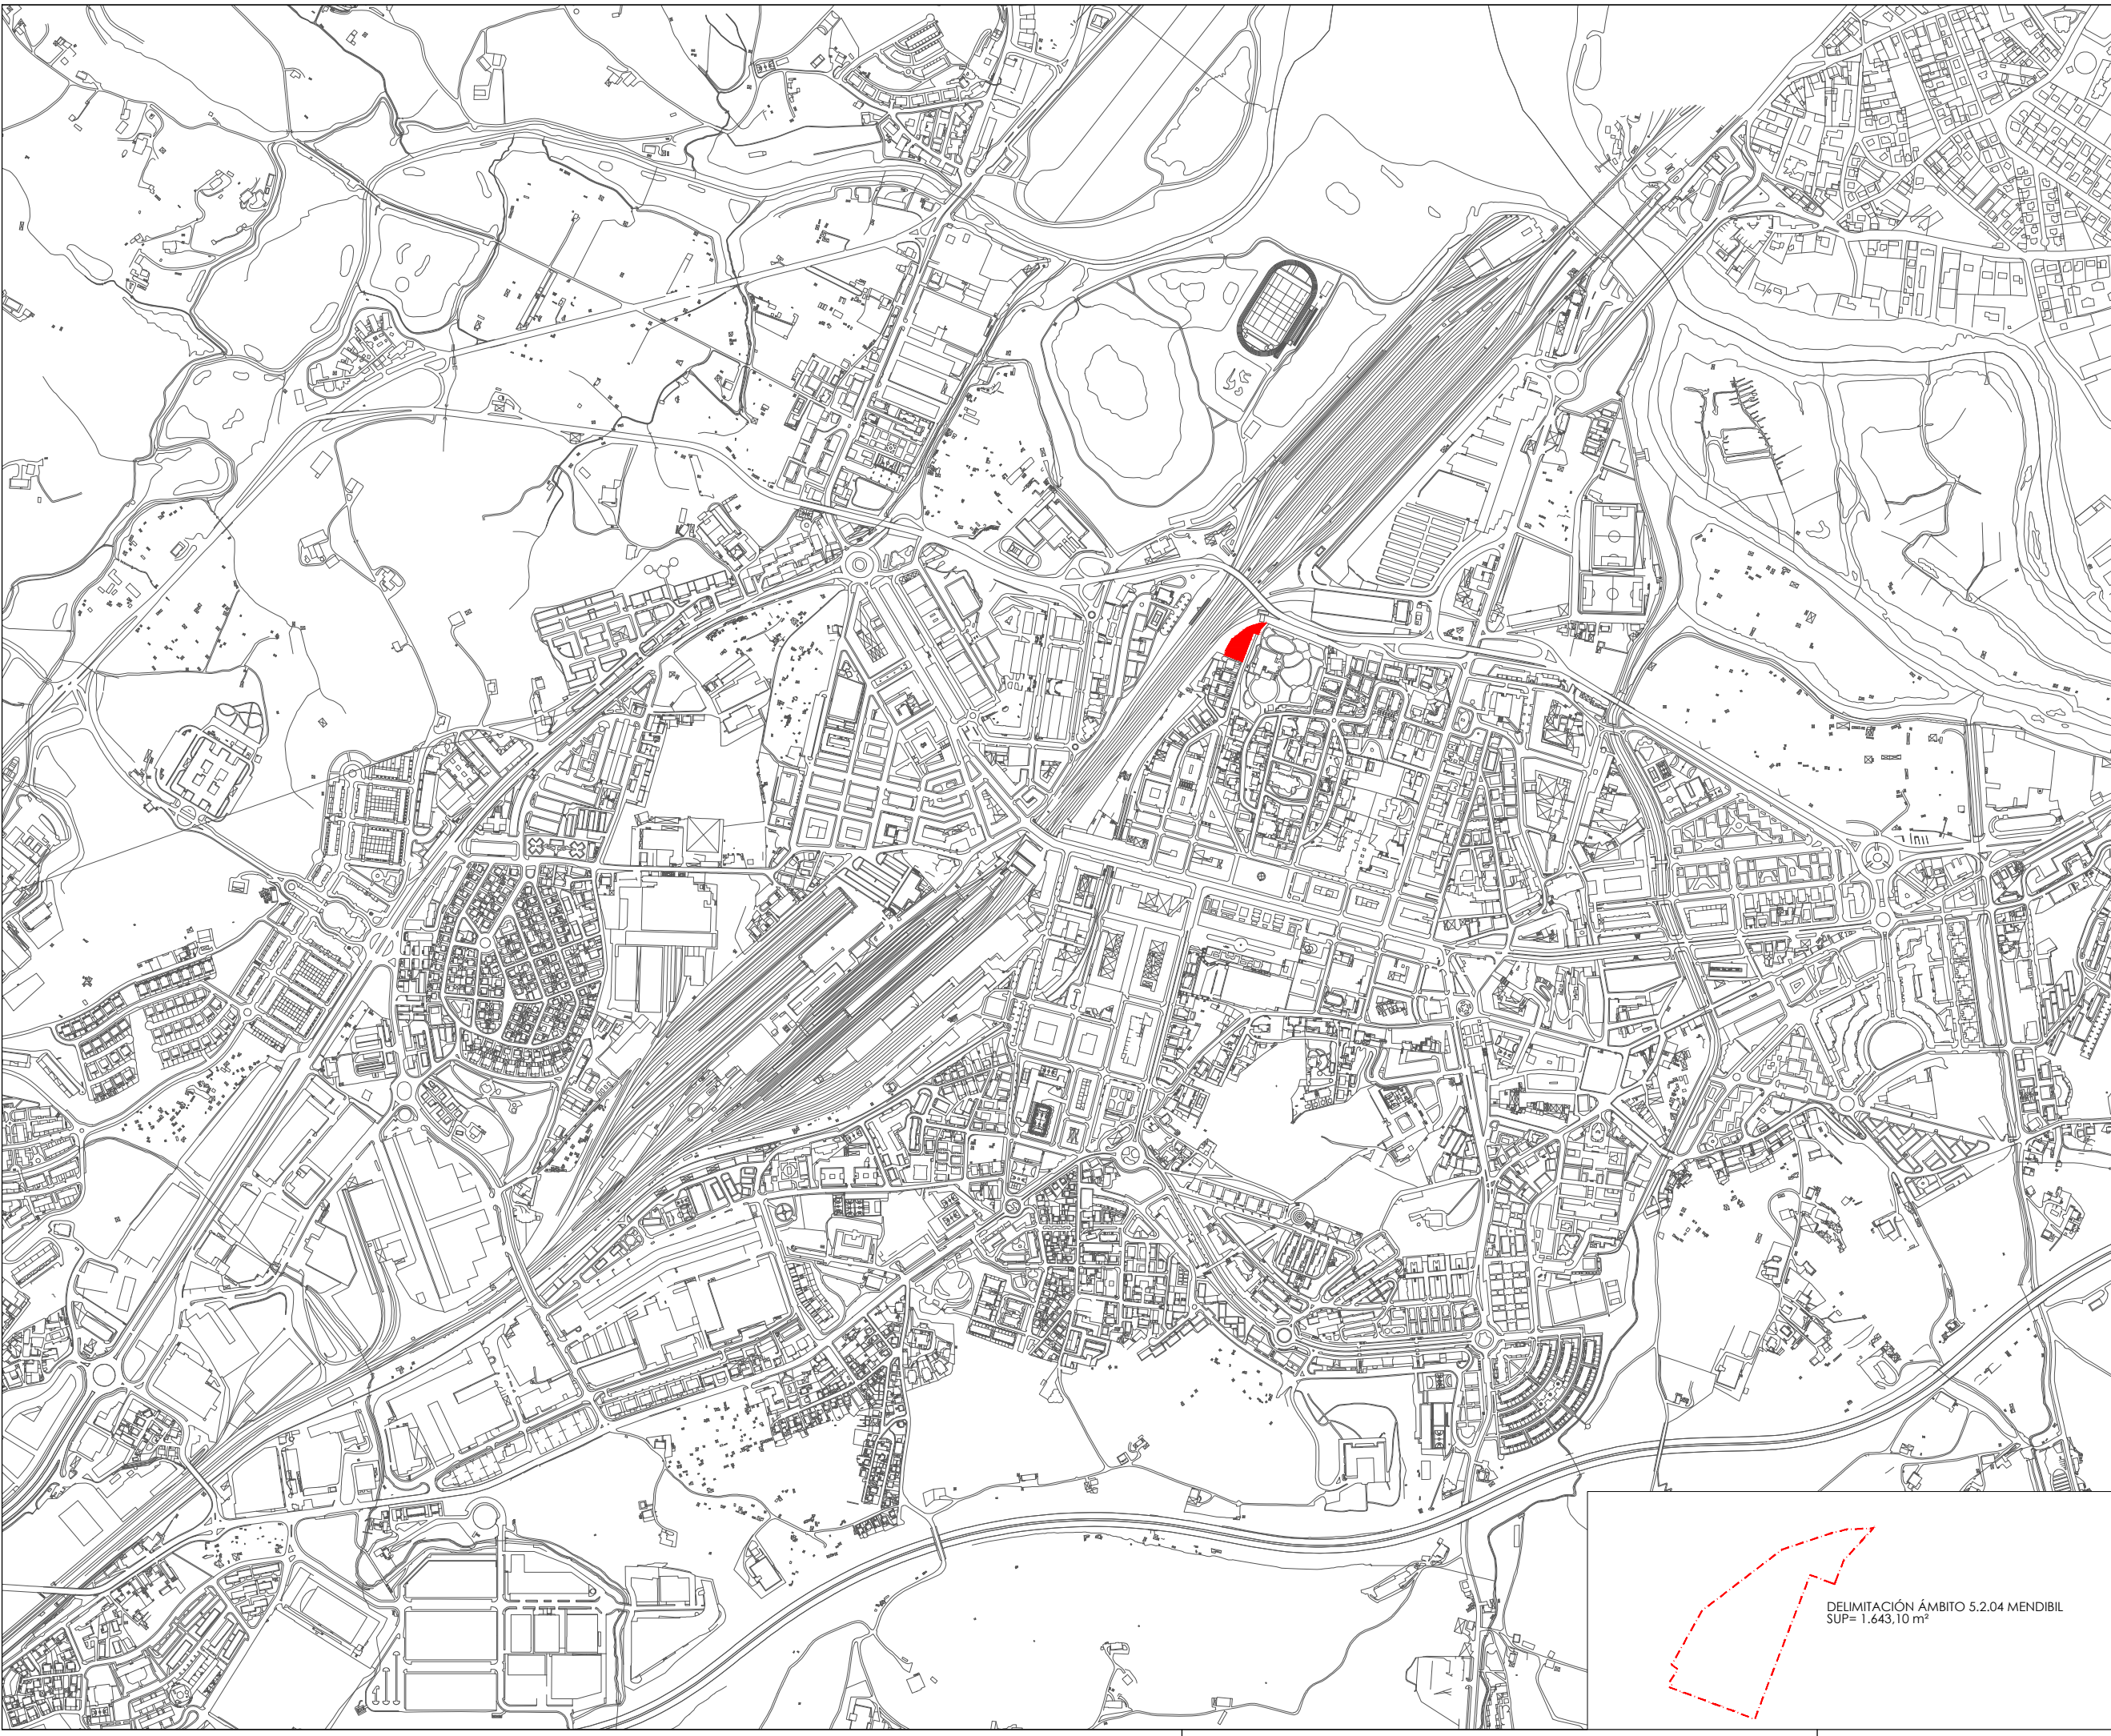 DELIMITACIÓN ÁMBITO 5.2.04 MENDIBIL
SUP= 1.643,10 m²